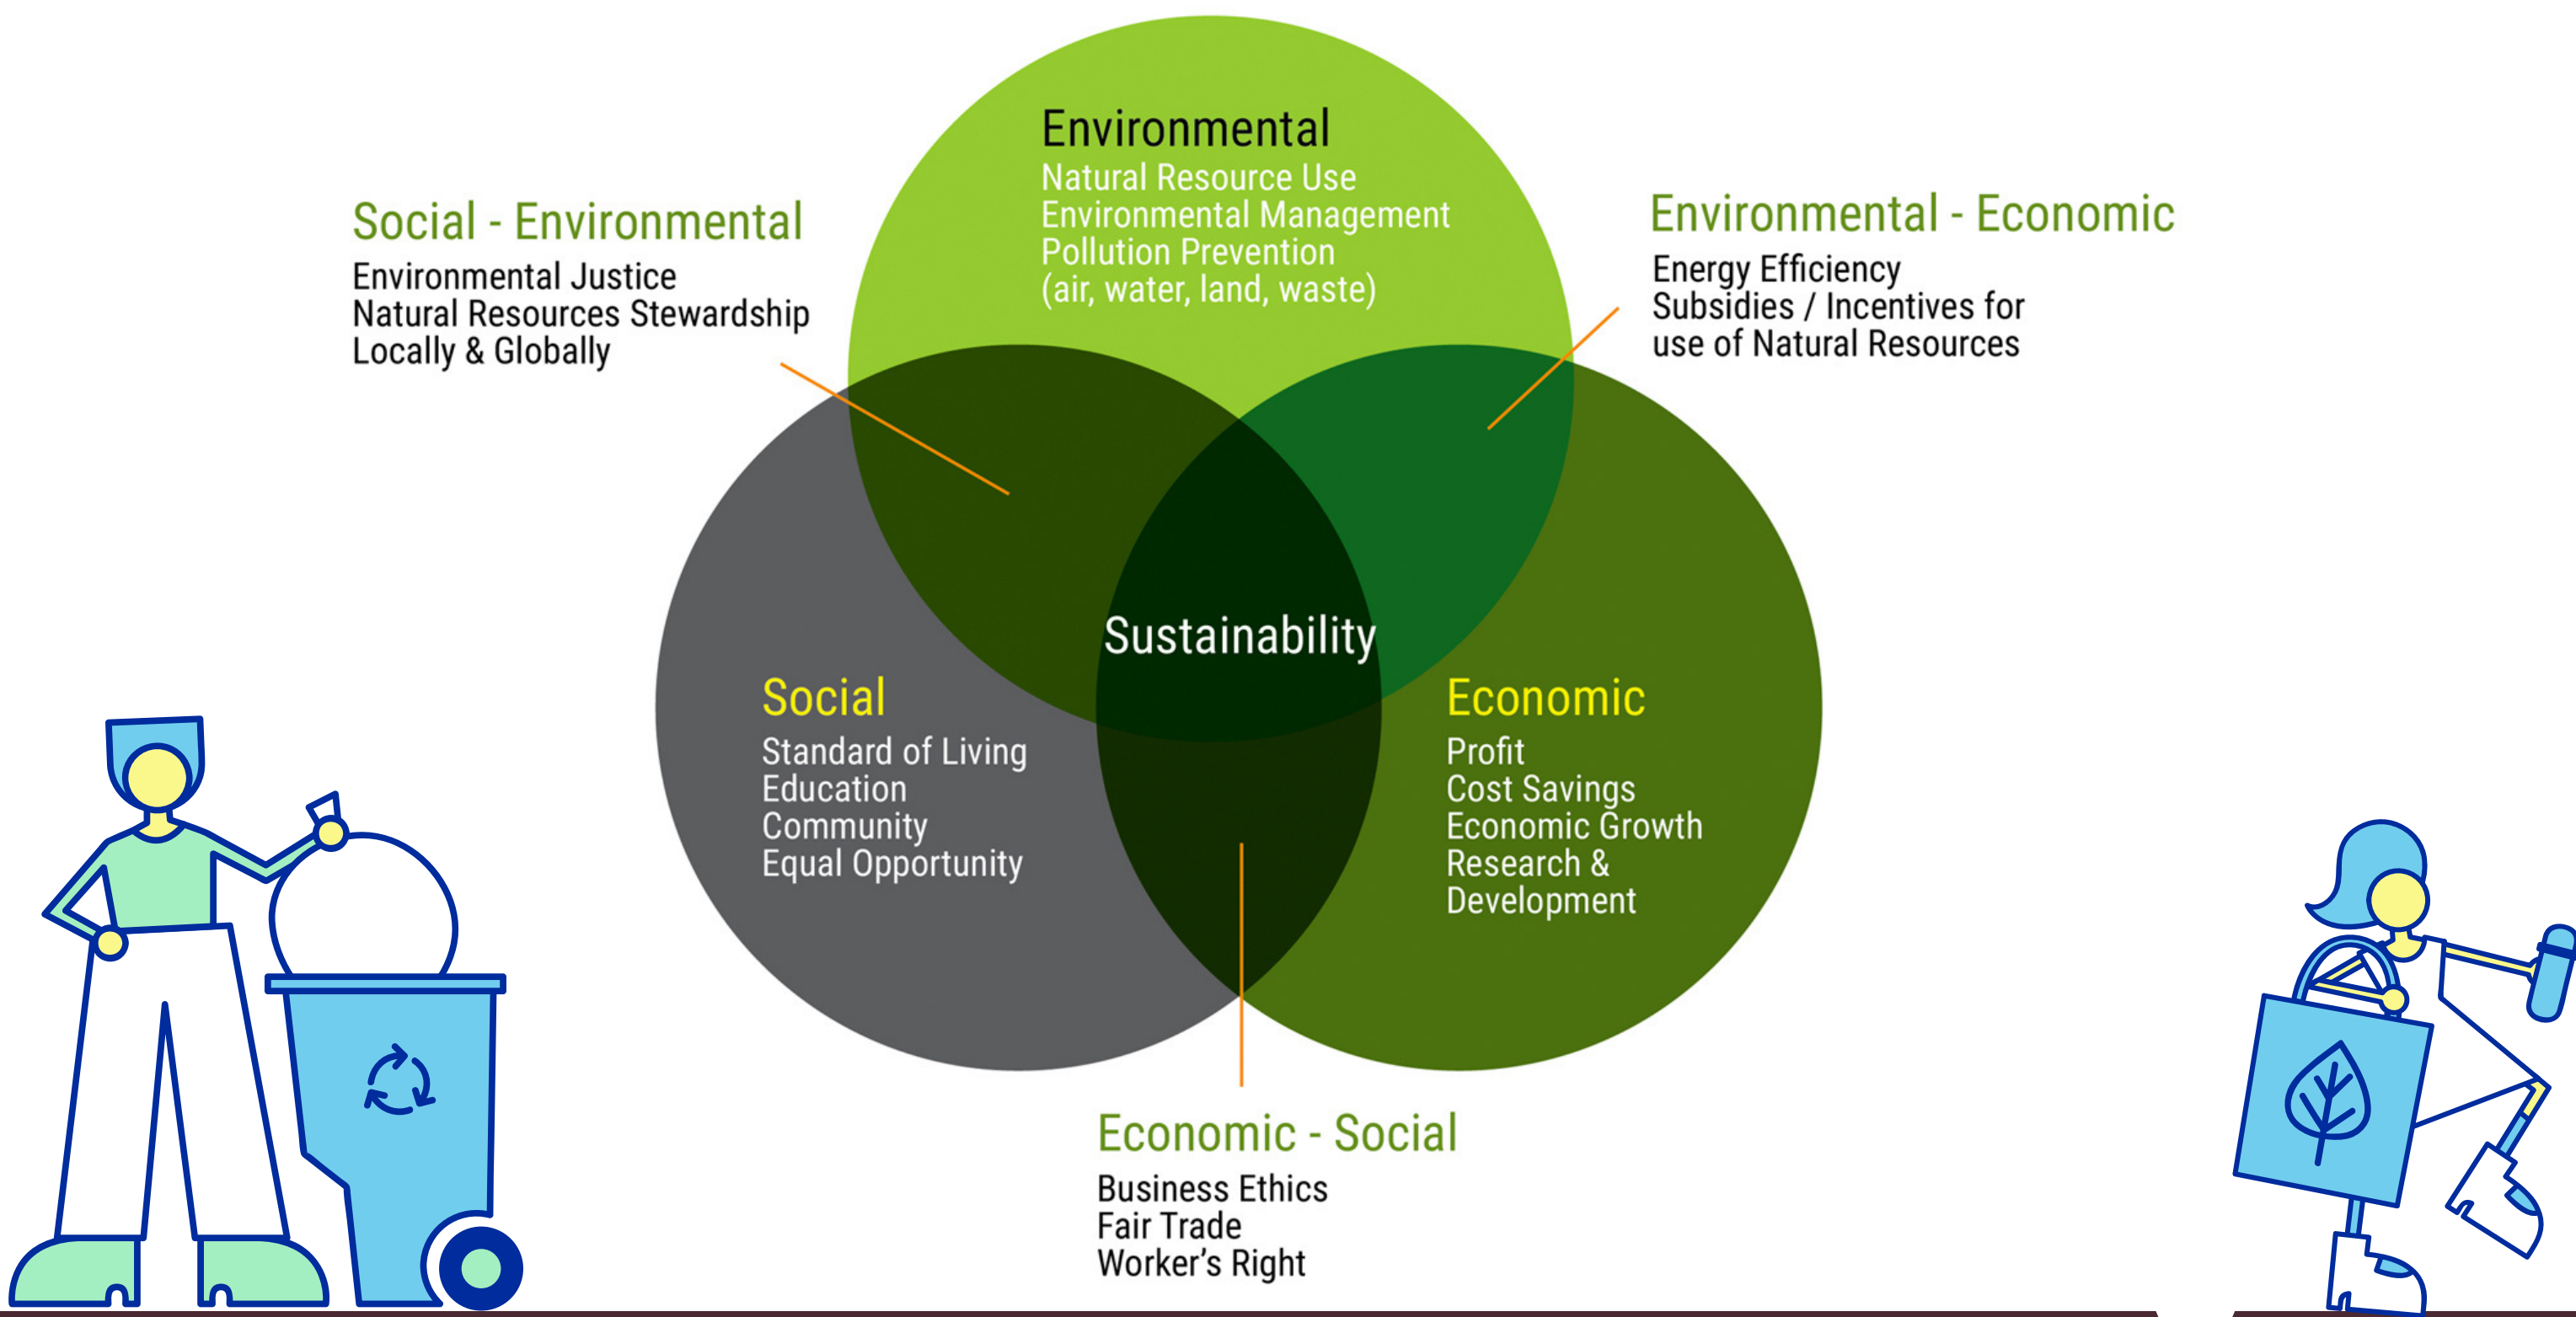 Environmental
Natural Resource Use
Environmental Management
Pollution Prevention
(air, water, land, waste)
Social - Environmental
Environmental Justice
Natural Resources Stewardship
Locally & Globally
Environmental - Economic
Energy Efficiency
Subsidies / Incentives for
use of Natural Resources
Sustainability
Social
Standard of Living
Education
Community
Equal Opportunity
Economic
Profit
Cost Savings
Economic Growth
Research &
Development
Economic - Social
Business Ethics
Fair Trade
Worker’s Right